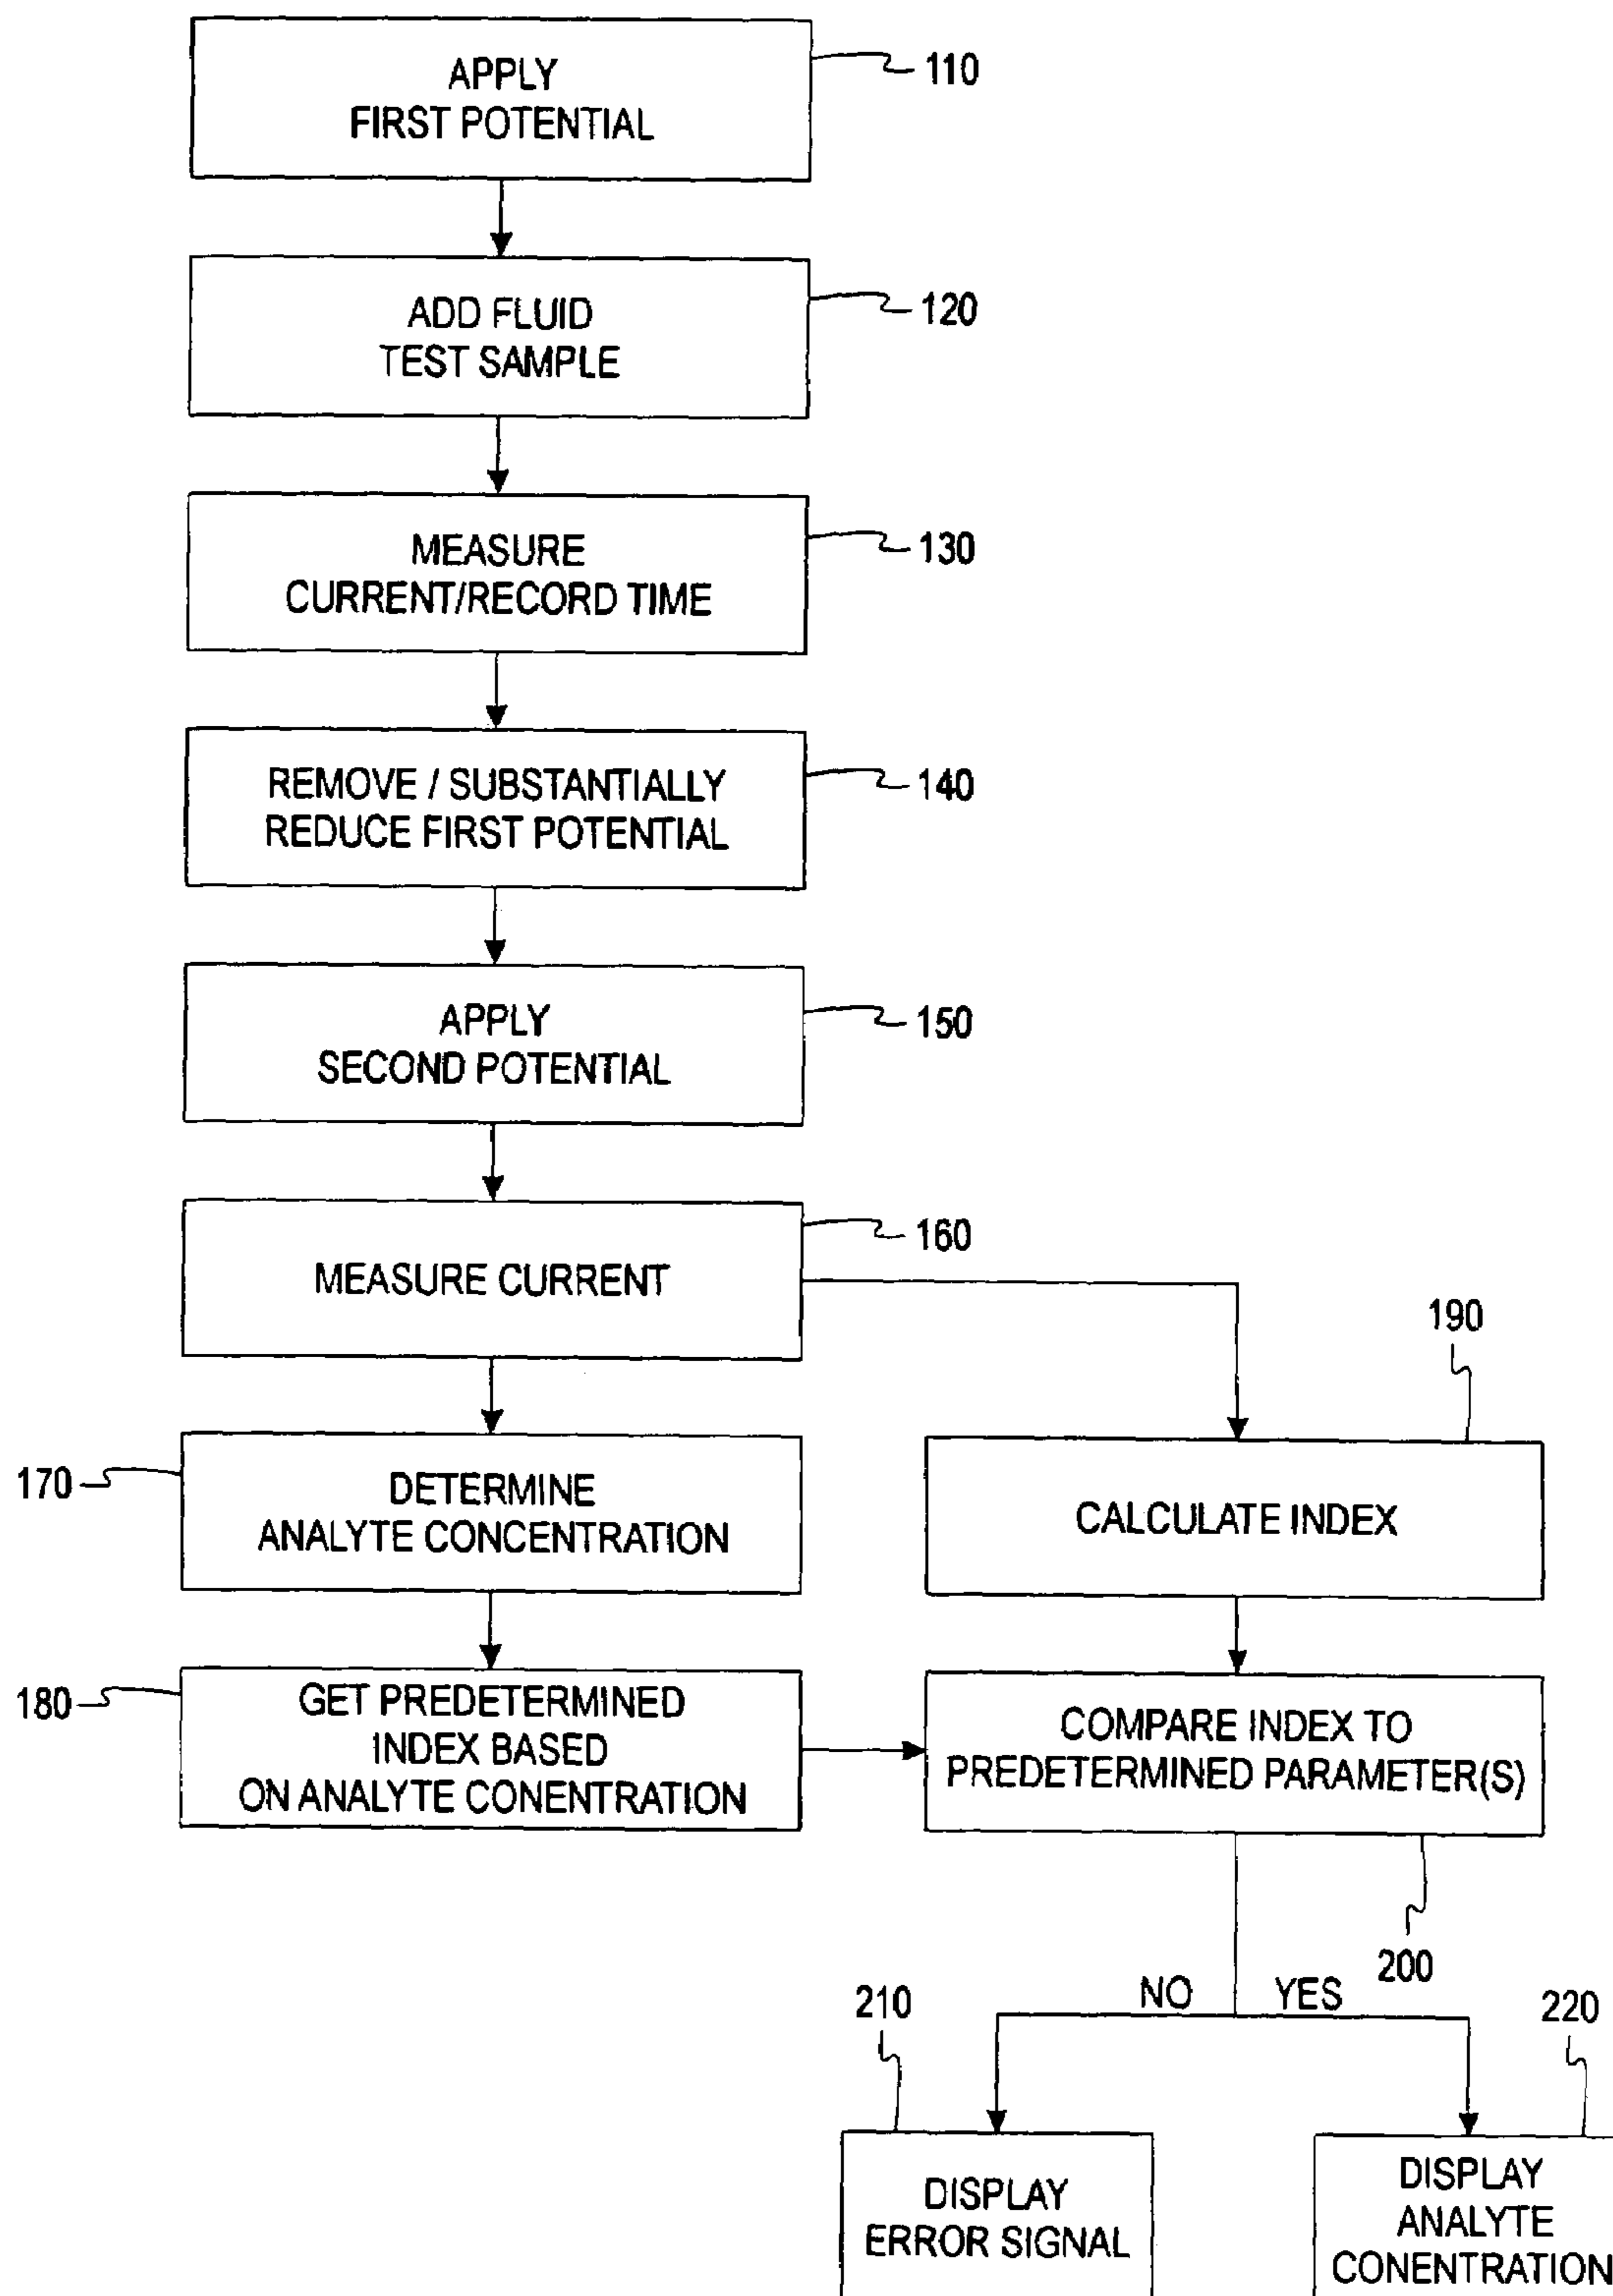 APPLY
FIRST POTENTIAL
110
ADD FLUID
TEST SAMPLE
120
MEASURE
CURRENT/RECORD TIME
130
REMOVE / SUBSTANTIALLY
REDUCE FIRST POTENTIAL
140
APPLY
SECOND POTENTIAL
150
MEASURE CURRENT
160
190
170
DETERMINE
ANALYTE CONCENTRATION
CALCULATE INDEX
180
GET PREDETERMINED
INDEX BASED
ON ANALYTE CONENTRATION
COMPARE INDEX TO
PREDETERMINED PARAMETER(S)
200
NO
YES
210
220
DISPLAY
ERROR SIGNAL
DISPLAY
ANALYTE
CONENTRATION